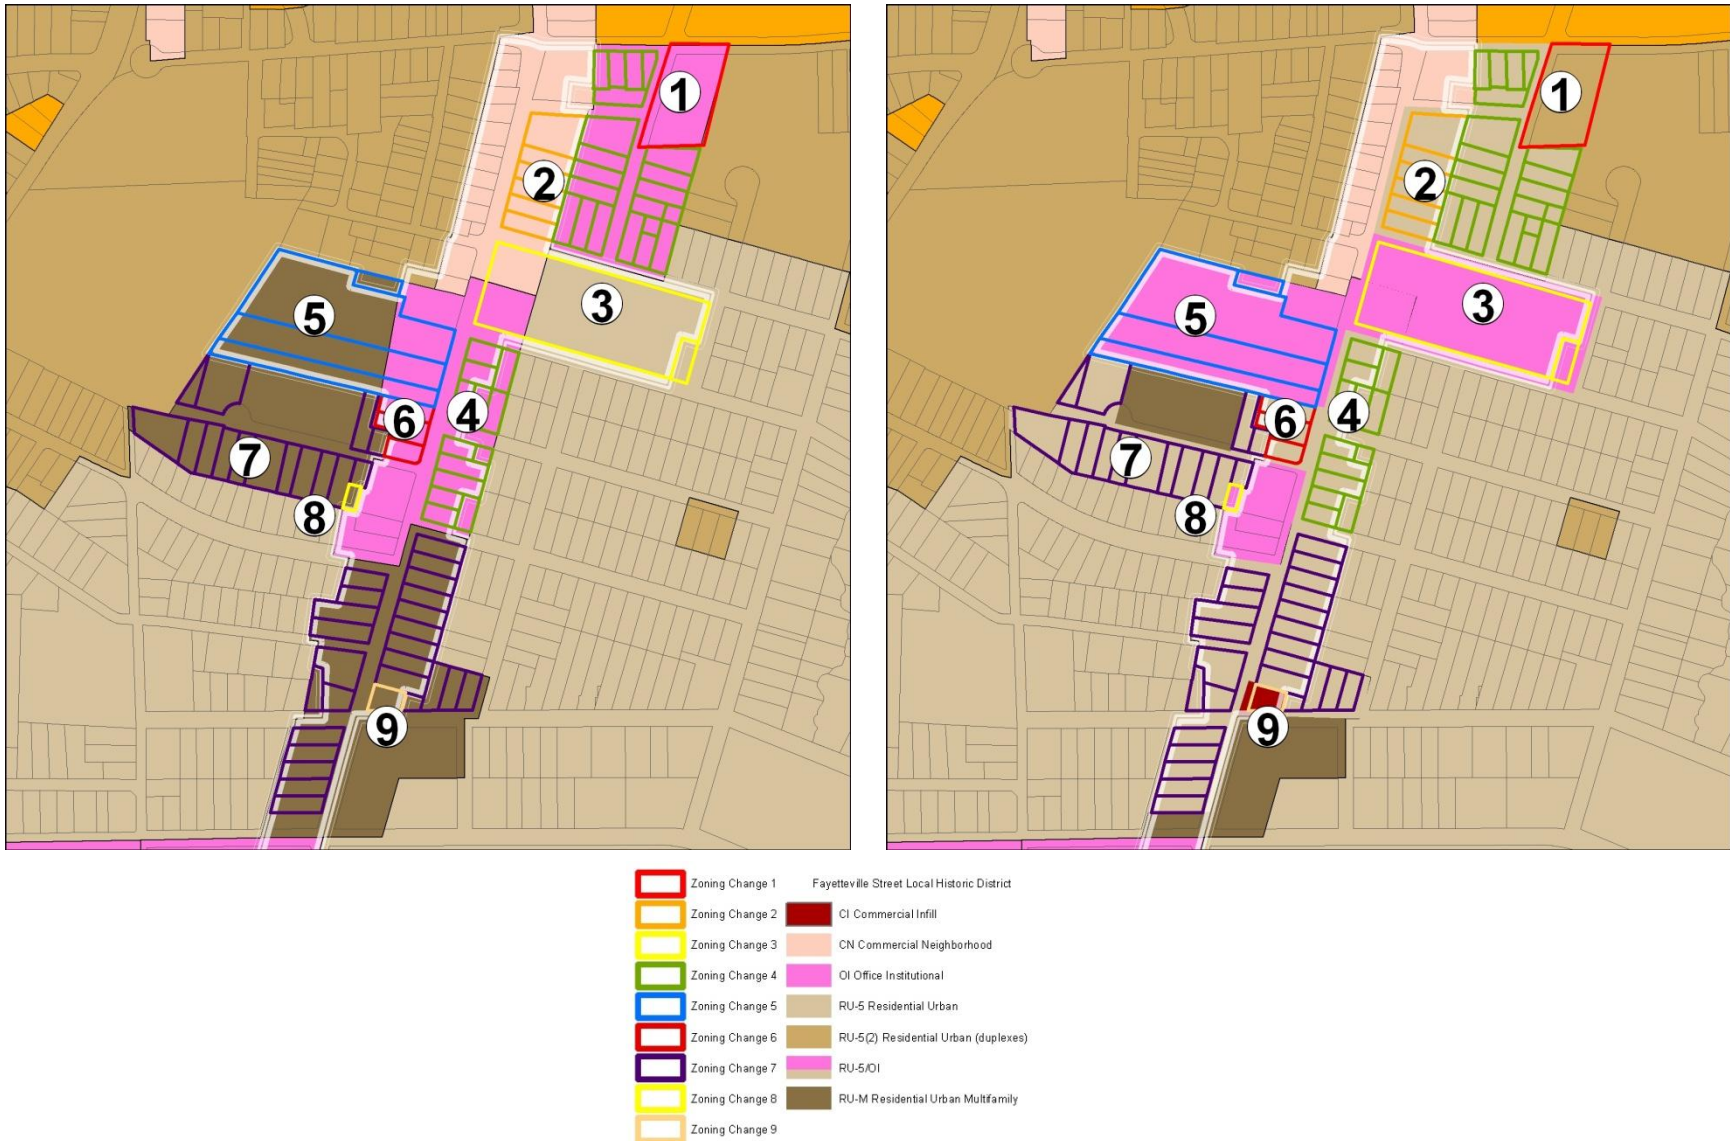 1
2
3
4
5
6
7
8
9
1
2
3
4
5
6
7
8
9
Zoning Change 1 Fayetteville Street Local Historic District
Zoning Change 2 CI Commercial Infill
Zoning Change 3 CN Commercial Neighborhood
Zoning Change 4 OI Office Institutional
Zoning Change 5 RU-5 Residential Urban
Zoning Change 6 RU-5(2) Residential Urban (duplexes)
Zoning Change 7 RU-5/OI
Zoning Change 8 RU-M Residential Urban Multifamily
Zoning Change 9